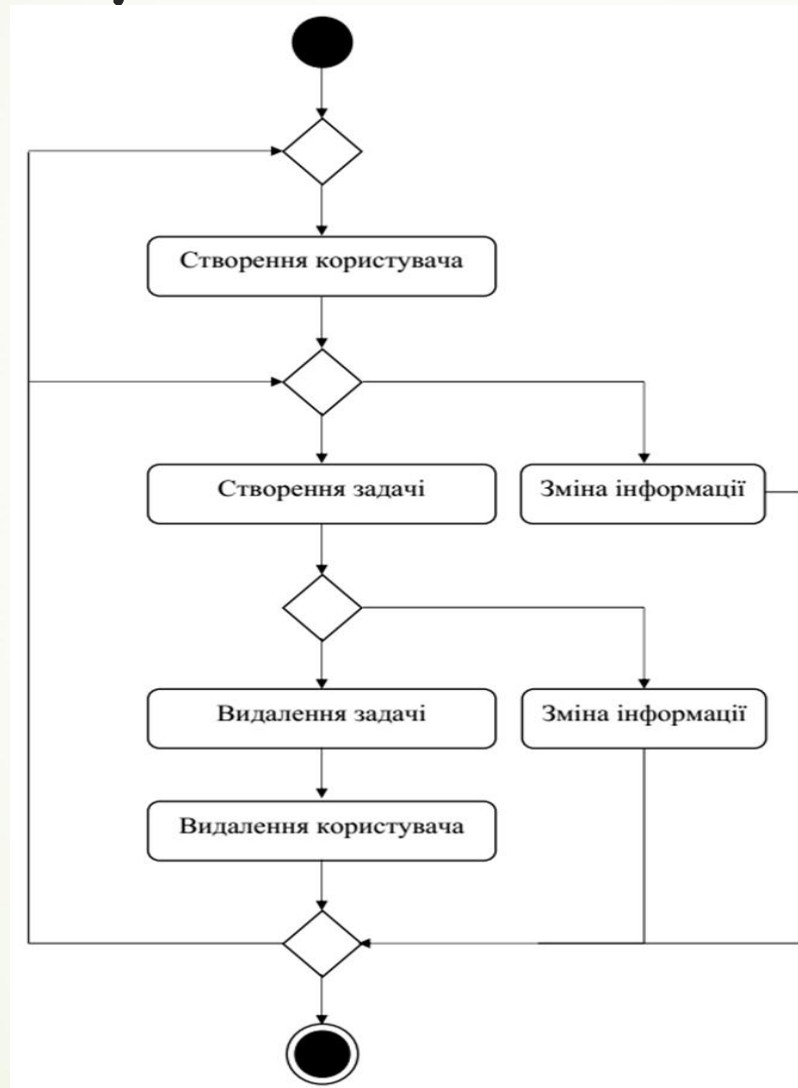 Створення користувача
Створення задачі
Зміна інформації
Видалення задачі
Зміна інформації
Видалення користувача